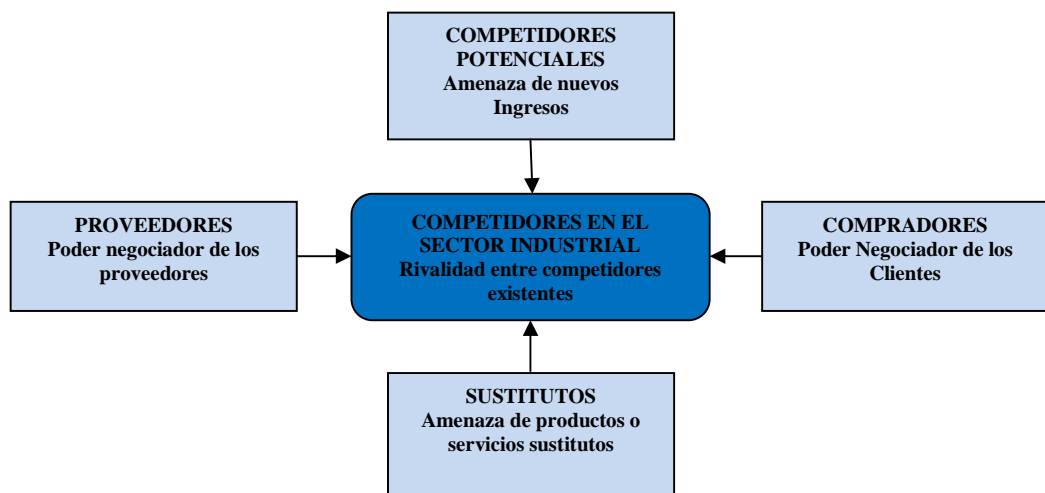 COMPETIDORES
POTENCIALES
Amenaza de nuevos
Ingresos
PROVEEDORES
Poder negociador de los
proveedores
COMPETIDORES EN EL
SECTOR INDUSTRIAL
Rivalidad entre competidores
existentes
COMPRADORES
Poder Negociador de los
Clientes
SUSTITUTOS
Amenaza de productos o
servicios sustitutos